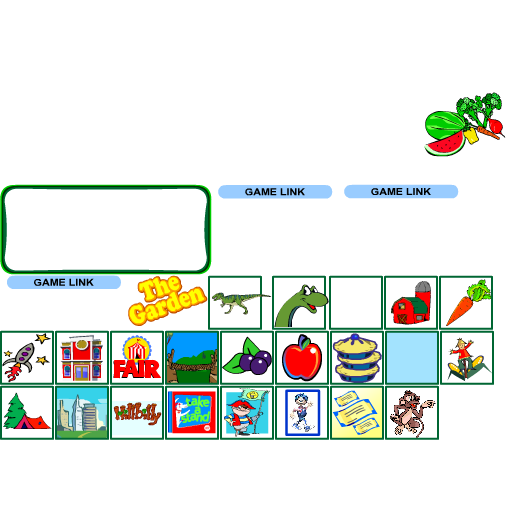 GAME LINK
GAME LINK
GAME LINK
The
Garden
FAIR
Hillbilly
take
a
stand